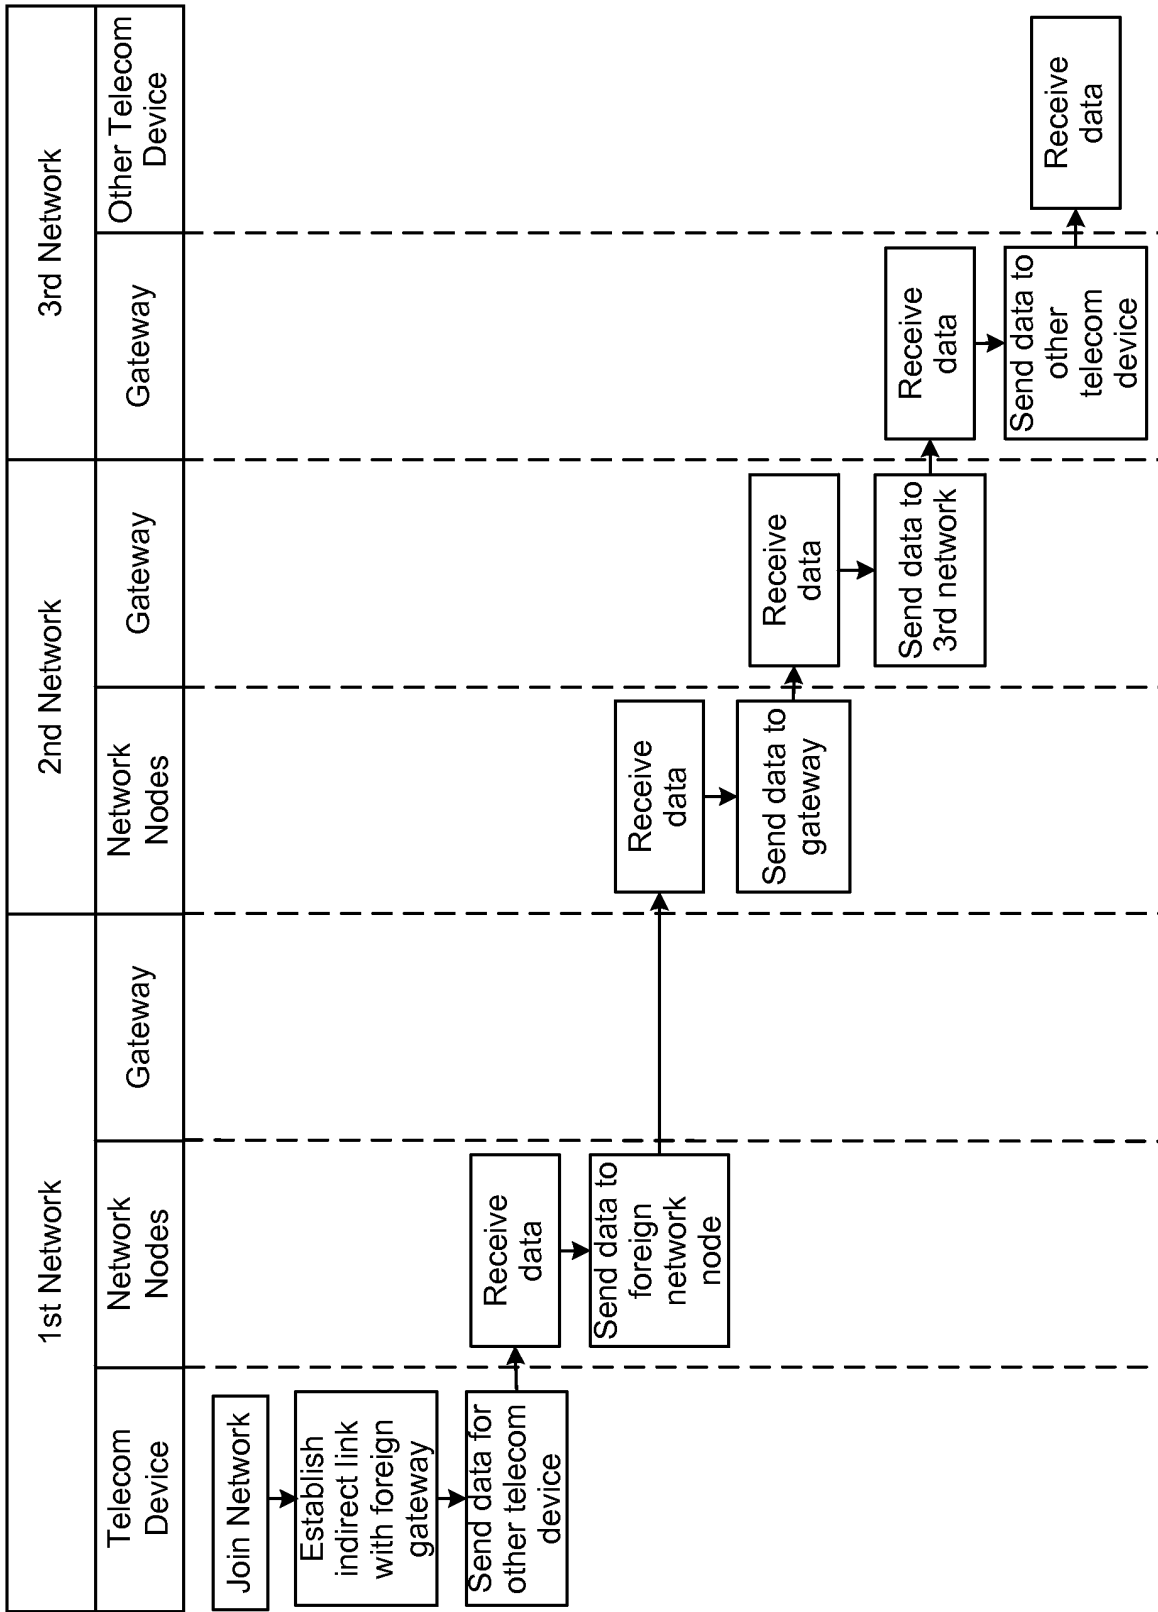 1st Network
2nd Network
3rd Network
Telecom
Device
Network
Nodes
Gateway
Network
Nodes
Gateway
Gateway
Other Telecom
Device
Join Network
Establish
indirect link
with foreign
gateway
Send data for
other telecom
device
Receive
data
Send data to
foreign
network
node
Receive
data
Send data to
gateway
Receive
data
Send data to
3rd network
Receive
data
Send data to
other
telecom
device
Receive
data